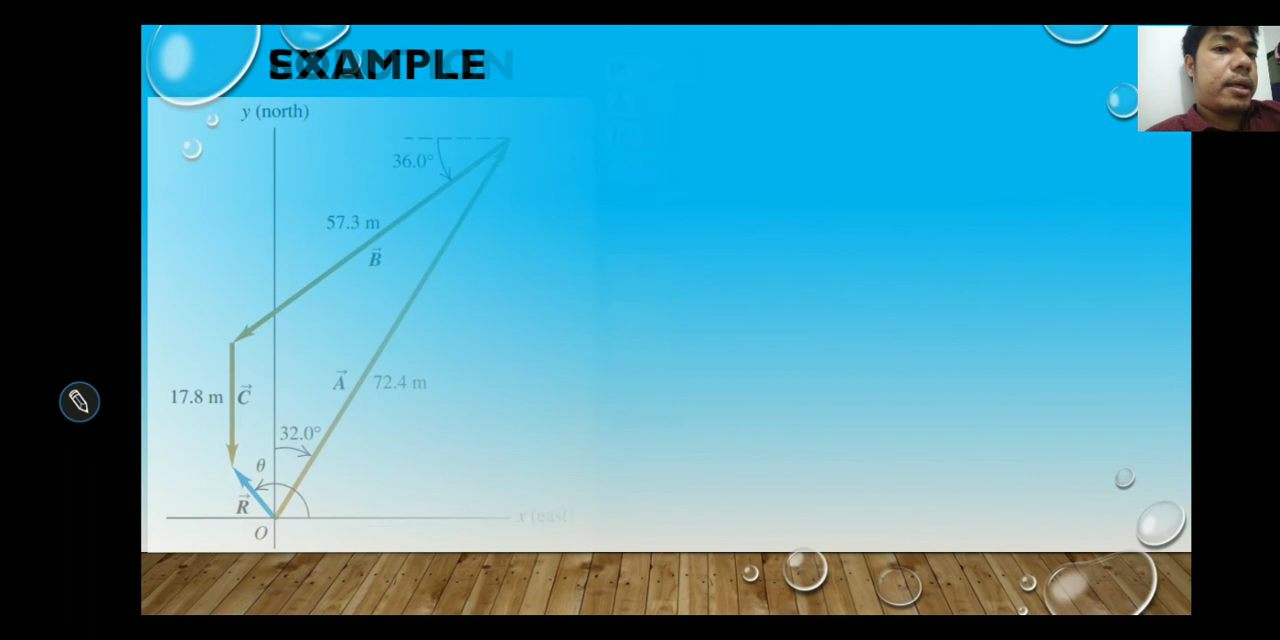 EXAMPLE
y (north)
36.0°
57.3 m
B
A
72.4 m
17.8 m
C
32.0°
θ
R
x (east)
O